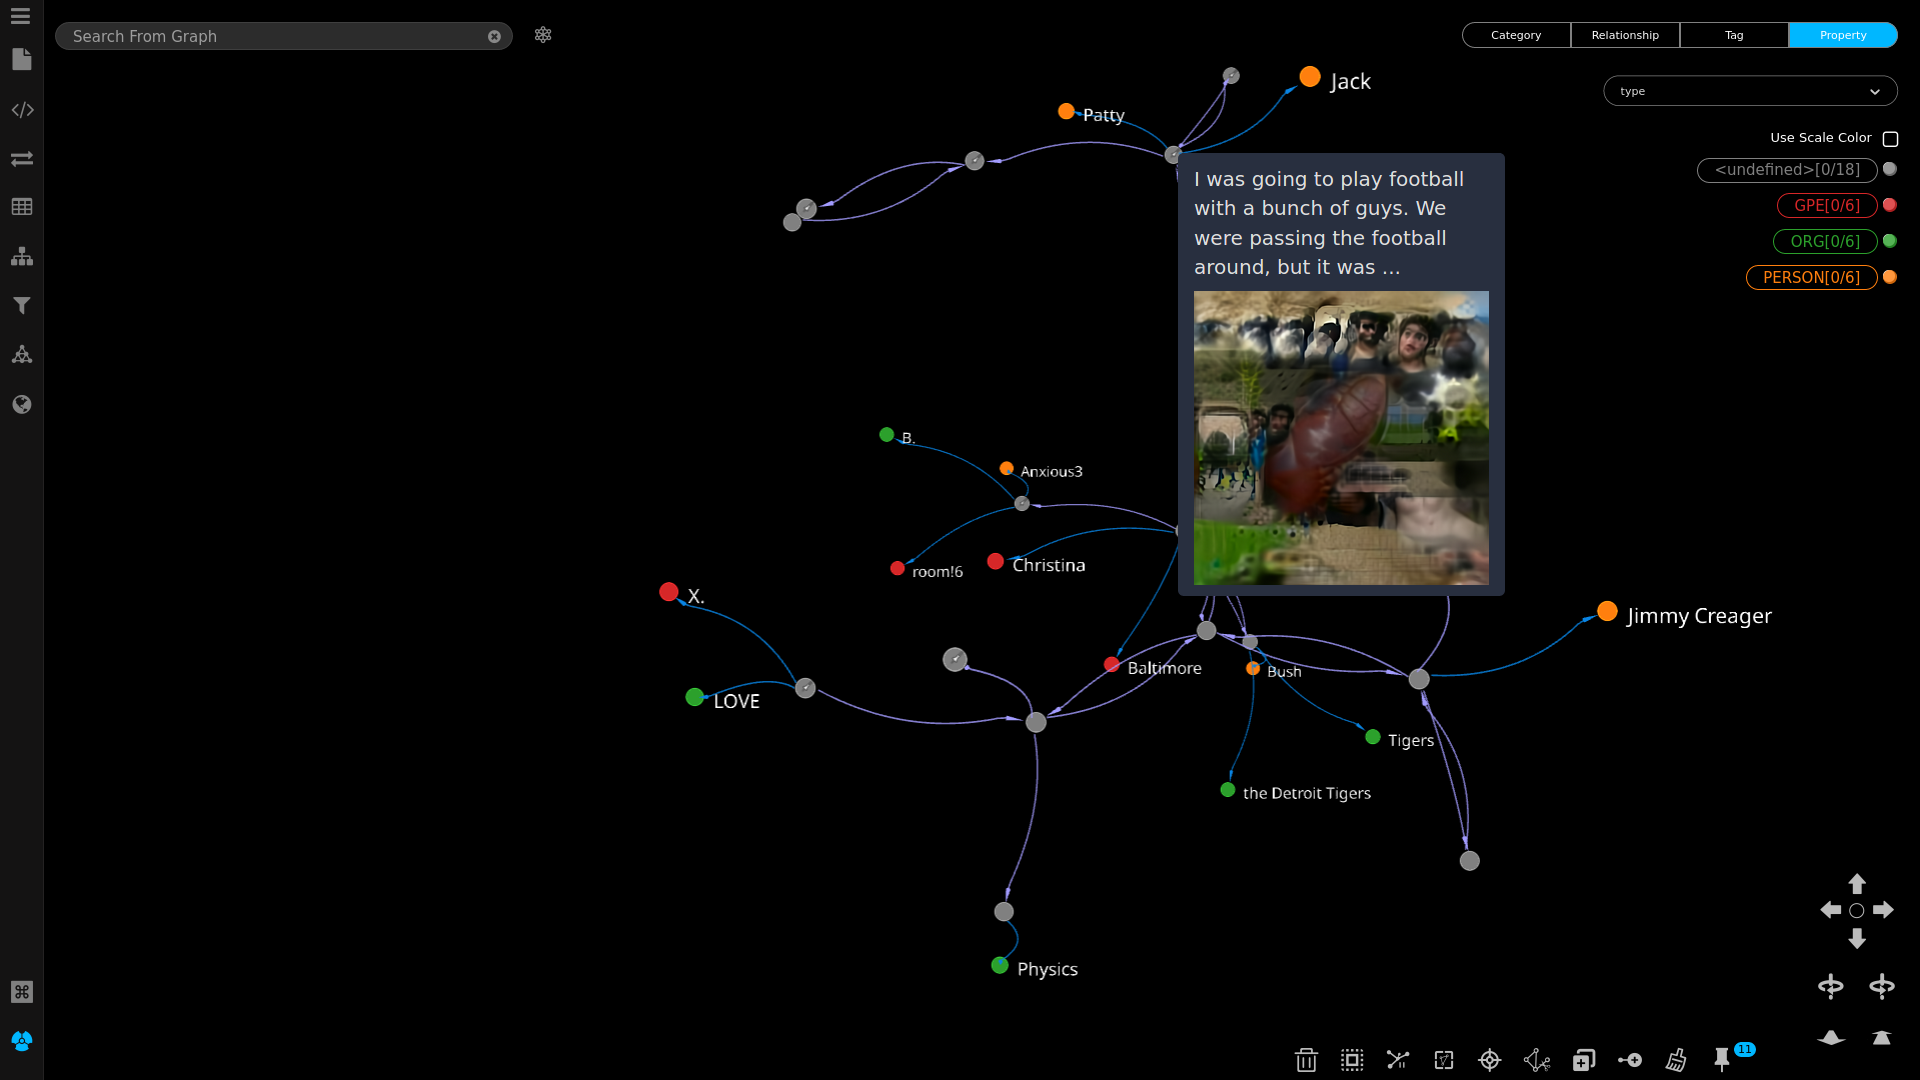 Search From Graph
Category
Relationship
Tag
Property
type
Use Scale Color
<undefined>[0/18]
GPE[0/6]
ORG[0/6]
PERSON[0/6]
Jack
Patty
I was going to play football
with a bunch of guys. We
were passing the football
around, but it was ...
B.
Anxious3
room!6
Christina
X.
LOVE
Baltimore
Bush
Jimmy Creager
Tigers
the Detroit Tigers
Physics
11